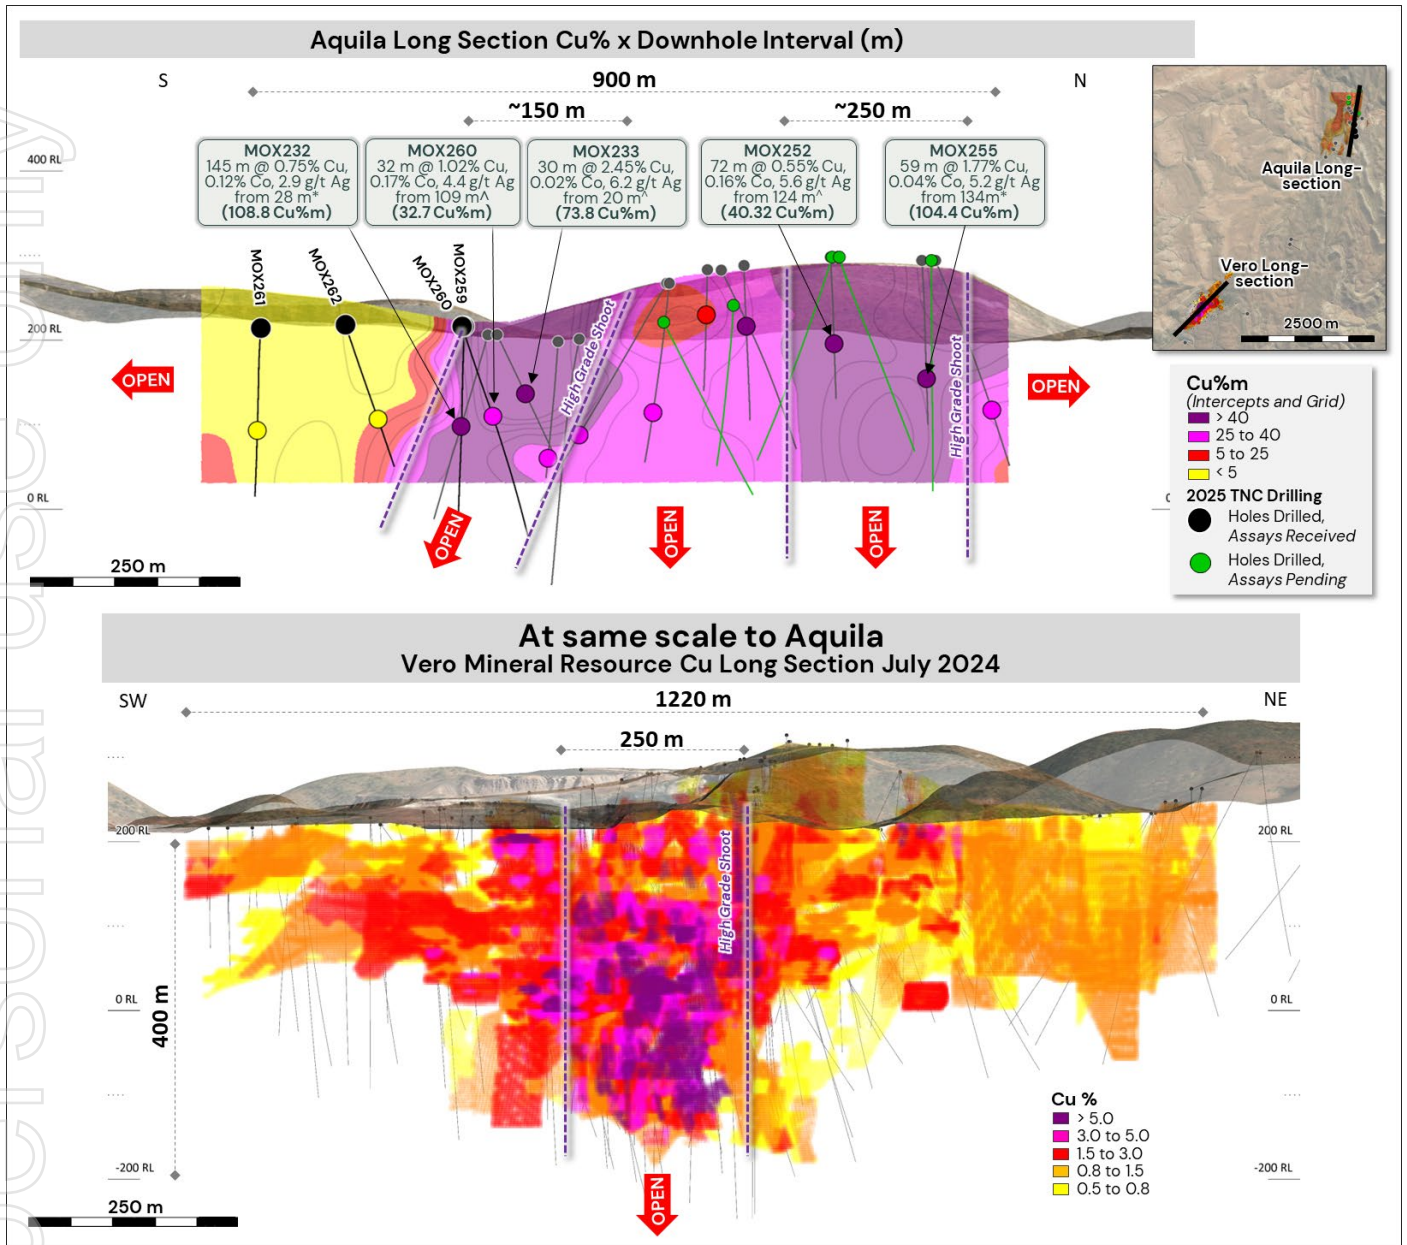 Aquila Long Section Cu% x Downhole Interval (m)
S
900 m
N
~150 m
~250 m
MOX232
145 m @ 0.75% Cu,
0.12% Co, 2.9 g/t Ag
from 28 m*
(108.8 Cu%m)
MOX260
32 m @ 1.02% Cu,
0.17% Co, 4.4 g/t Ag
from 109 m^
(32.7 Cu%m)
MOX233
30 m @ 2.45% Cu,
0.02% Co, 6.2 g/t Ag
from 20 m^
(73.8 Cu%m)
MOX252
72 m @ 0.55% Cu,
0.16% Co, 5.6 g/t Ag
from 124 m^
(40.32 Cu%m)
MOX255
59 m @ 1.77% Cu,
0.04% Co, 5.2 g/t Ag
from 134m*
(104.4 Cu%m)
400 RL
200 RL
0 RL
0
MOX261
MOX262
MOX260
MOX259
High Grade Shoot
High Grade Shoot
OPEN
OPEN
OPEN
OPEN
OPEN
250 m
Aquila Long-
section
Vero Long-
section
2500 m
Cu%m
(Intercepts and Grid)
> 40
25 to 40
5 to 25
< 5
2025 TNC Drilling
Holes Drilled,
Assays Received
Holes Drilled,
Assays Pending
At same scale to Aquila
Vero Mineral Resource Cu Long Section July 2024
SW
1220 m
NE
250 m
200 RL
200 RL
High Grade Shoot
400 m
0 RL
0 RL
-200 RL
-200 RL
OPEN
250 m
Cu %
> 5.0
3.0 to 5.0
1.5 to 3.0
0.8 to 1.5
0.5 to 0.8